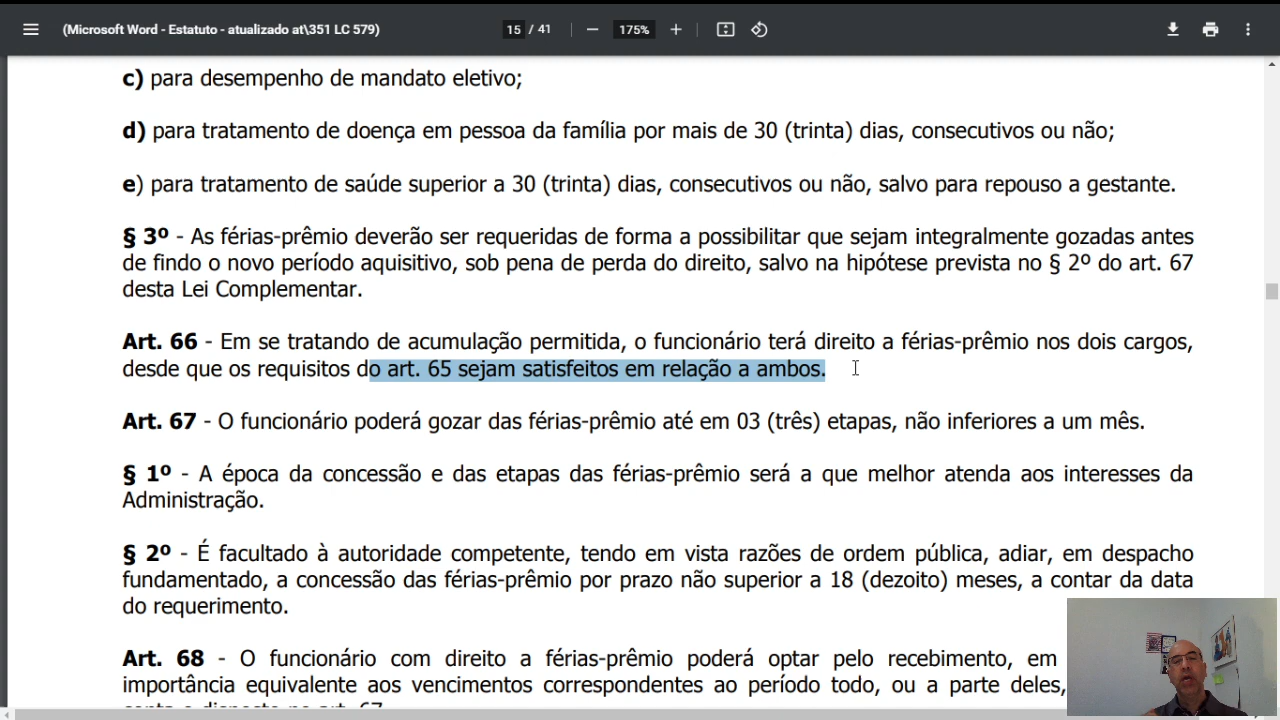 (Microsoft Word - Estatuto - atualizado at\351 LC 579)
15 / 41
175%
c) para desempenho de mandato eletivo;
d) para tratamento de doença em pessoa da família por mais de 30 (trinta) dias, consecutivos ou não;
e) para tratamento de saúde superior a 30 (trinta) dias, consecutivos ou não, salvo para repouso a gestante.
§ 3º - As férias-prêmio deverão ser requeridas de forma a possibilitar que sejam integralmente gozadas antes
de findo o novo período aquisitivo, sob pena de perda do direito, salvo na hipótese prevista no § 2º do art. 67
desta Lei Complementar.
Art. 66 - Em se tratando de acumulação permitida, o funcionário terá direito a férias-prêmio nos dois cargos,
desde que os requisitos do art. 65 sejam satisfeitos em relação a ambos.
Art. 67 - O funcionário poderá gozar das férias-prêmio até em 03 (três) etapas, não inferiores a um mês.
§ 1º - A época da concessão e das etapas das férias-prêmio será a que melhor atenda aos interesses da
Administração.
§ 2º - É facultado à autoridade competente, tendo em vista razões de ordem pública, adiar, em despacho
fundamentado, a concessão das férias-prêmio por prazo não superior a 18 (dezoito) meses, a contar da data
do requerimento.
Art. 68 - O funcionário com direito a férias-prêmio poderá optar pelo recebimento, em
importância equivalente aos vencimentos correspondentes ao período todo, ou a parte deles,